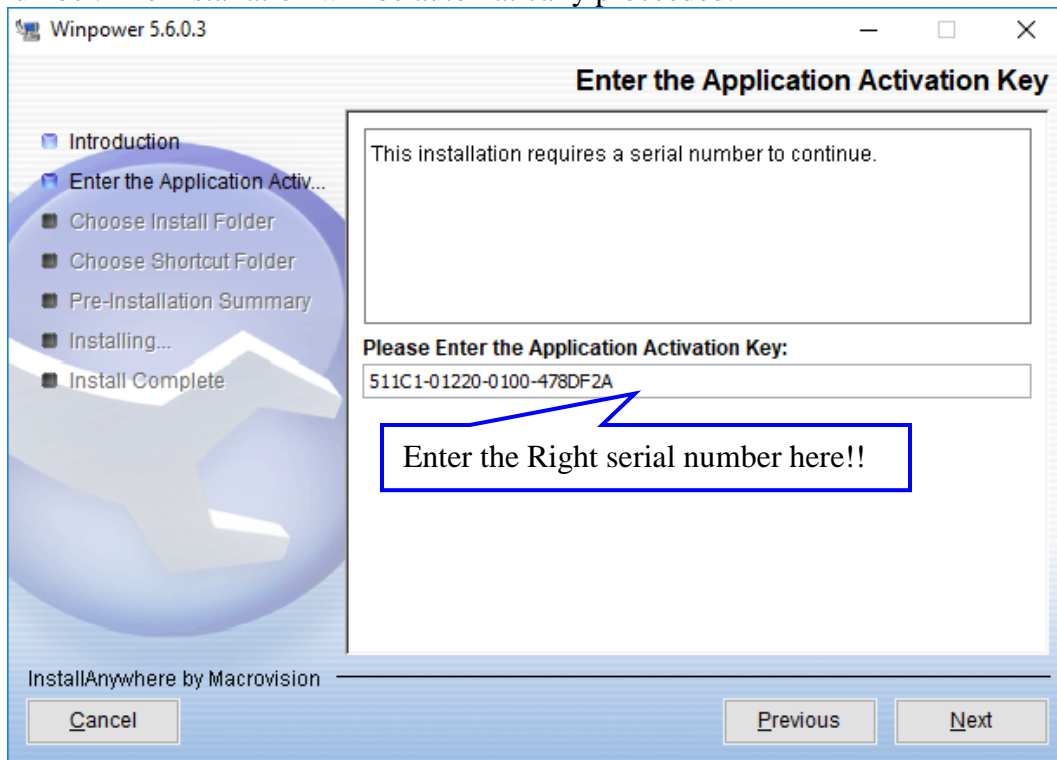 Winpower 5.6.0.3
Enter the Application Activation Key
Introduction
Enter the Application Activ...
Choose Install Folder
Choose Shortcut Folder
Pre-Installation Summary
Installing...
Install Complete
This installation requires a serial number to continue.
Please Enter the Application Activation Key:
511C1-01220-0100-478DF2A
Enter the Right serial number here!!
InstallAnywhere by Macrovision
Cancel
Previous
Next